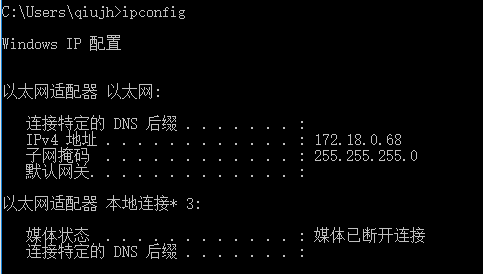 C:\Users\qiujh>ipconfig
Windows IP 配置
以太网适配器 以太网:
连接特定的 DNS 后缀 . . . . . . . :
IPv4 地址 . . . . . . . . . . . . : 172.18.0.68
子网掩码 . . . . . . . . . . . . : 255.255.255.0
默认网关. . . . . . . . . . . . . :
以太网适配器 本地连接* 3:
媒体状态 . . . . . . . . . . . . : 媒体已断开连接
连接特定的 DNS 后缀 . . . . . . . :